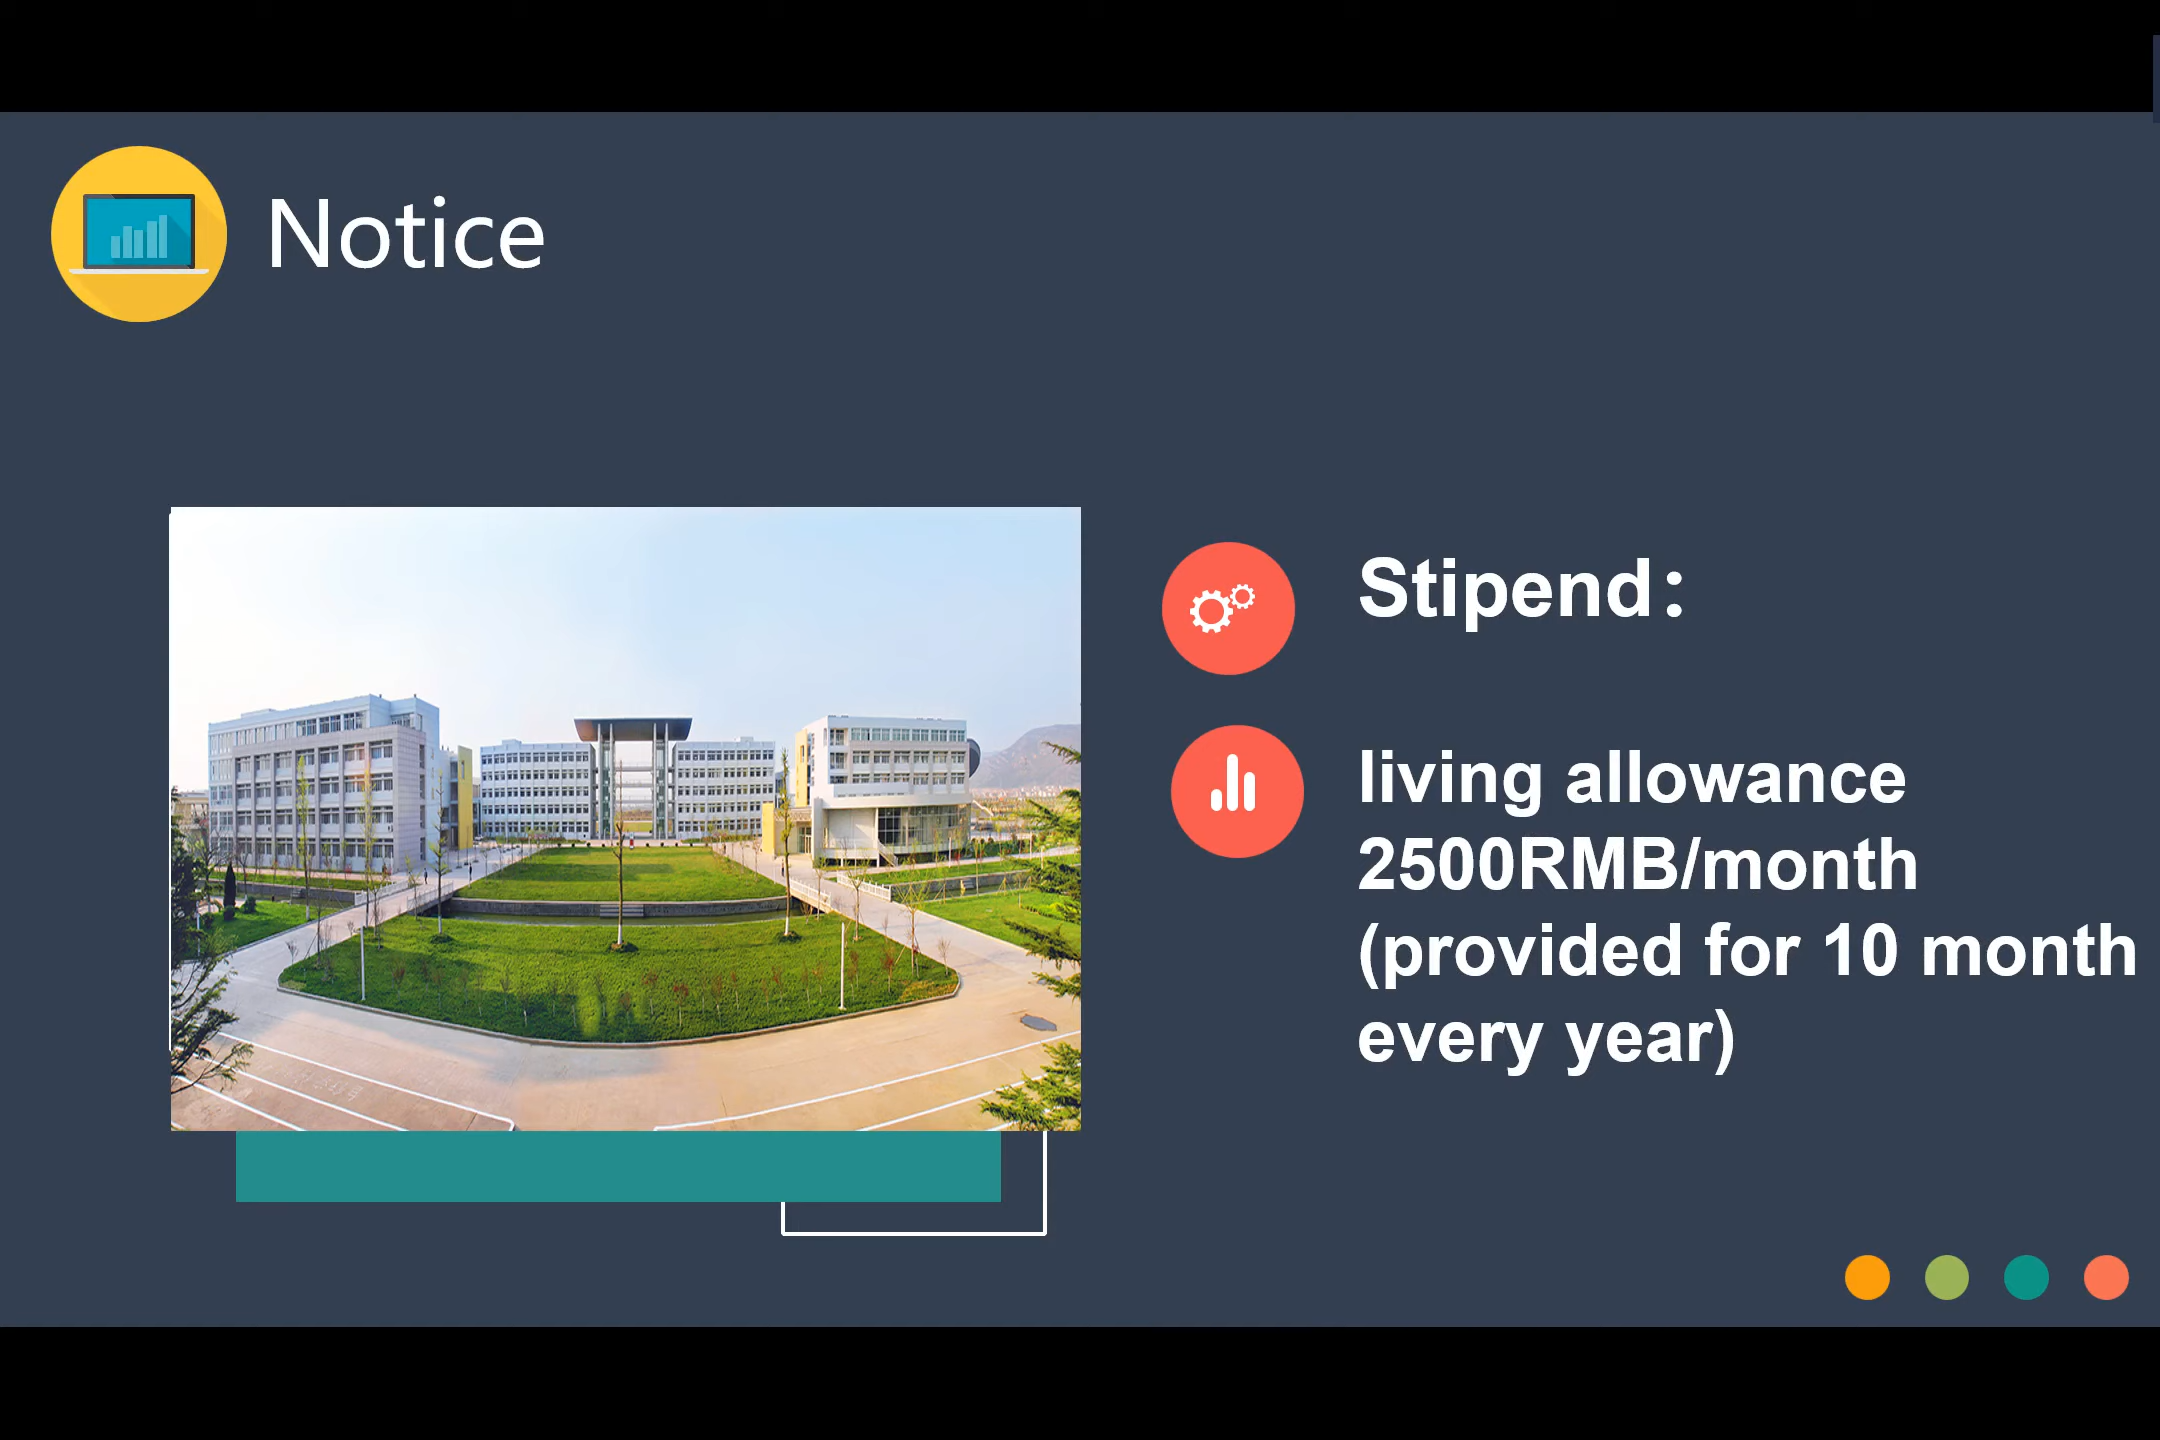 Notice
Stipend：
living allowance
2500RMB/month
(provided for 10 month
every year)